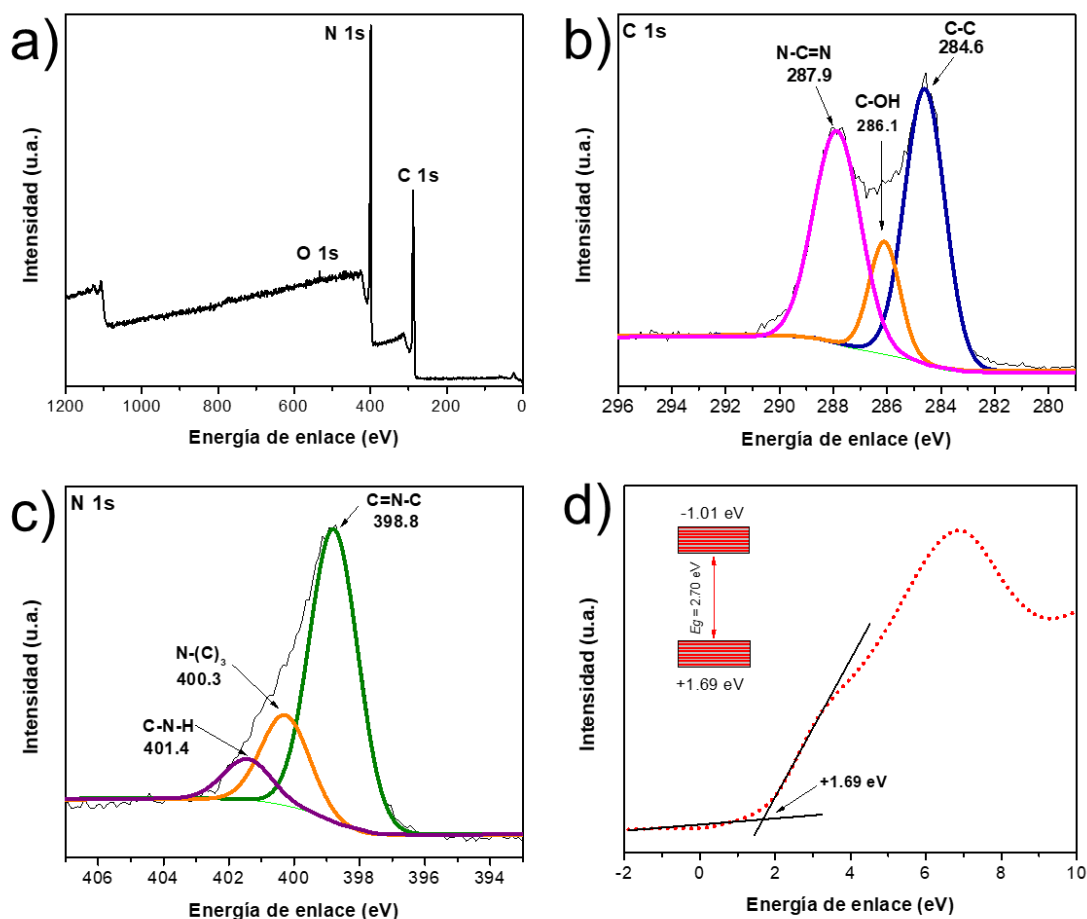 a)
N 1s
C 1s
O 1s
Intensidad (u.a.)
1200 1000 800 600 400 200 0
Energía de enlace (eV)
b)
C 1s
C-C
284.6
N-C=N
287.9
C-OH
286.1
Intensidad (u.a.)
296 294 292 290 288 286 284 282 280
Energía de enlace (eV)
c)
N 1s
C=N-C
398.8
N-(C)₃
400.3
C-N-H
401.4
Intensidad (u.a.)
406 404 402 400 398 396 394
Energía de enlace (eV)
d)
-1.01 eV
Eg = 2.70 eV
+1.69 eV
+1.69 eV
Intensidad (u.a.)
-2 0 2 4 6 8 10
Energía de enlace (eV)